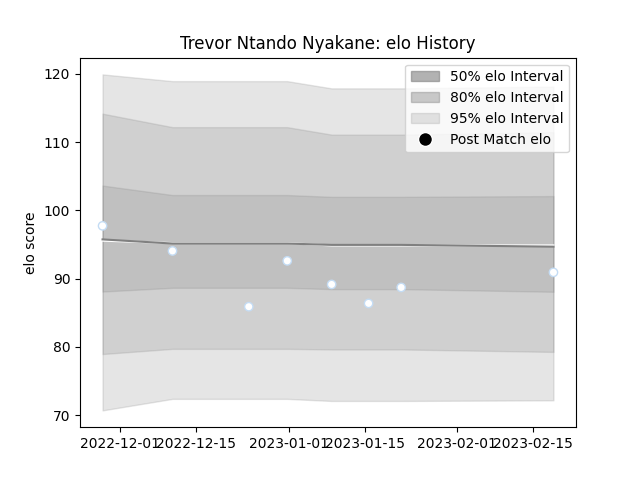 Trevor Ntando Nyakane: elo History
50% elo Interval
80% elo Interval
95% elo Interval
Post Match elo
elo score
120
110
100
90
80
70
2022-12-01 2022-12-15 2023-01-01 2023-01-15 2023-02-01 2023-02-15